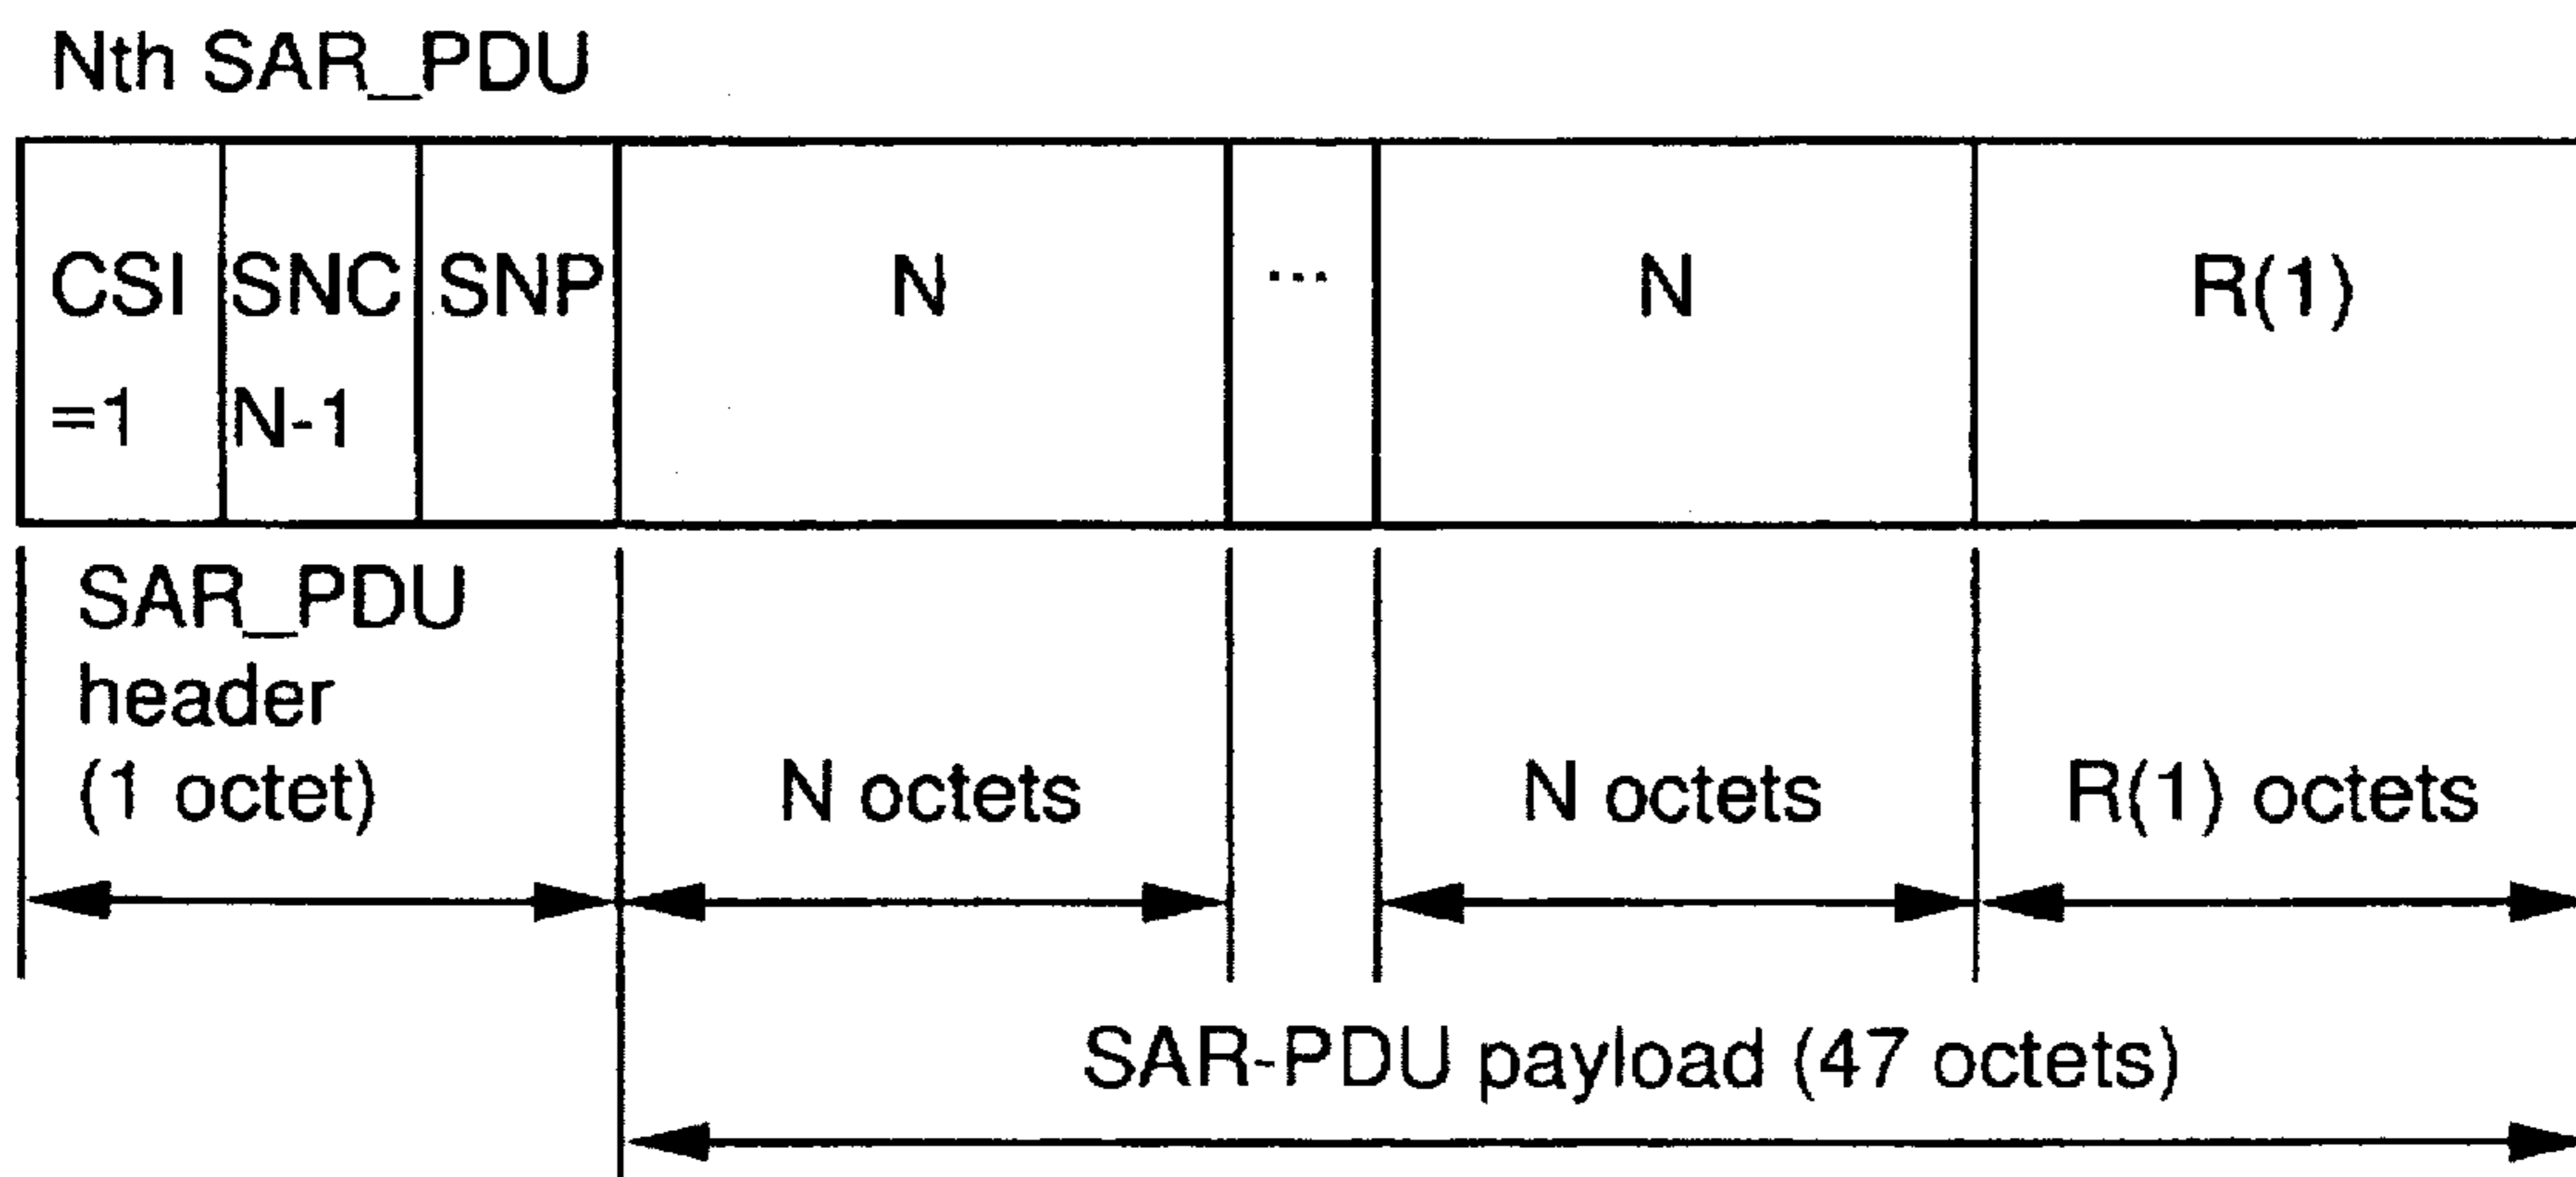 Nth SAR_PDU
CSI SNC SNP N ... N R(1)
=1 N-1
SAR_PDU
header
(1 octet) N octets N octets R(1) octets
SAR-PDU payload (47 octets)